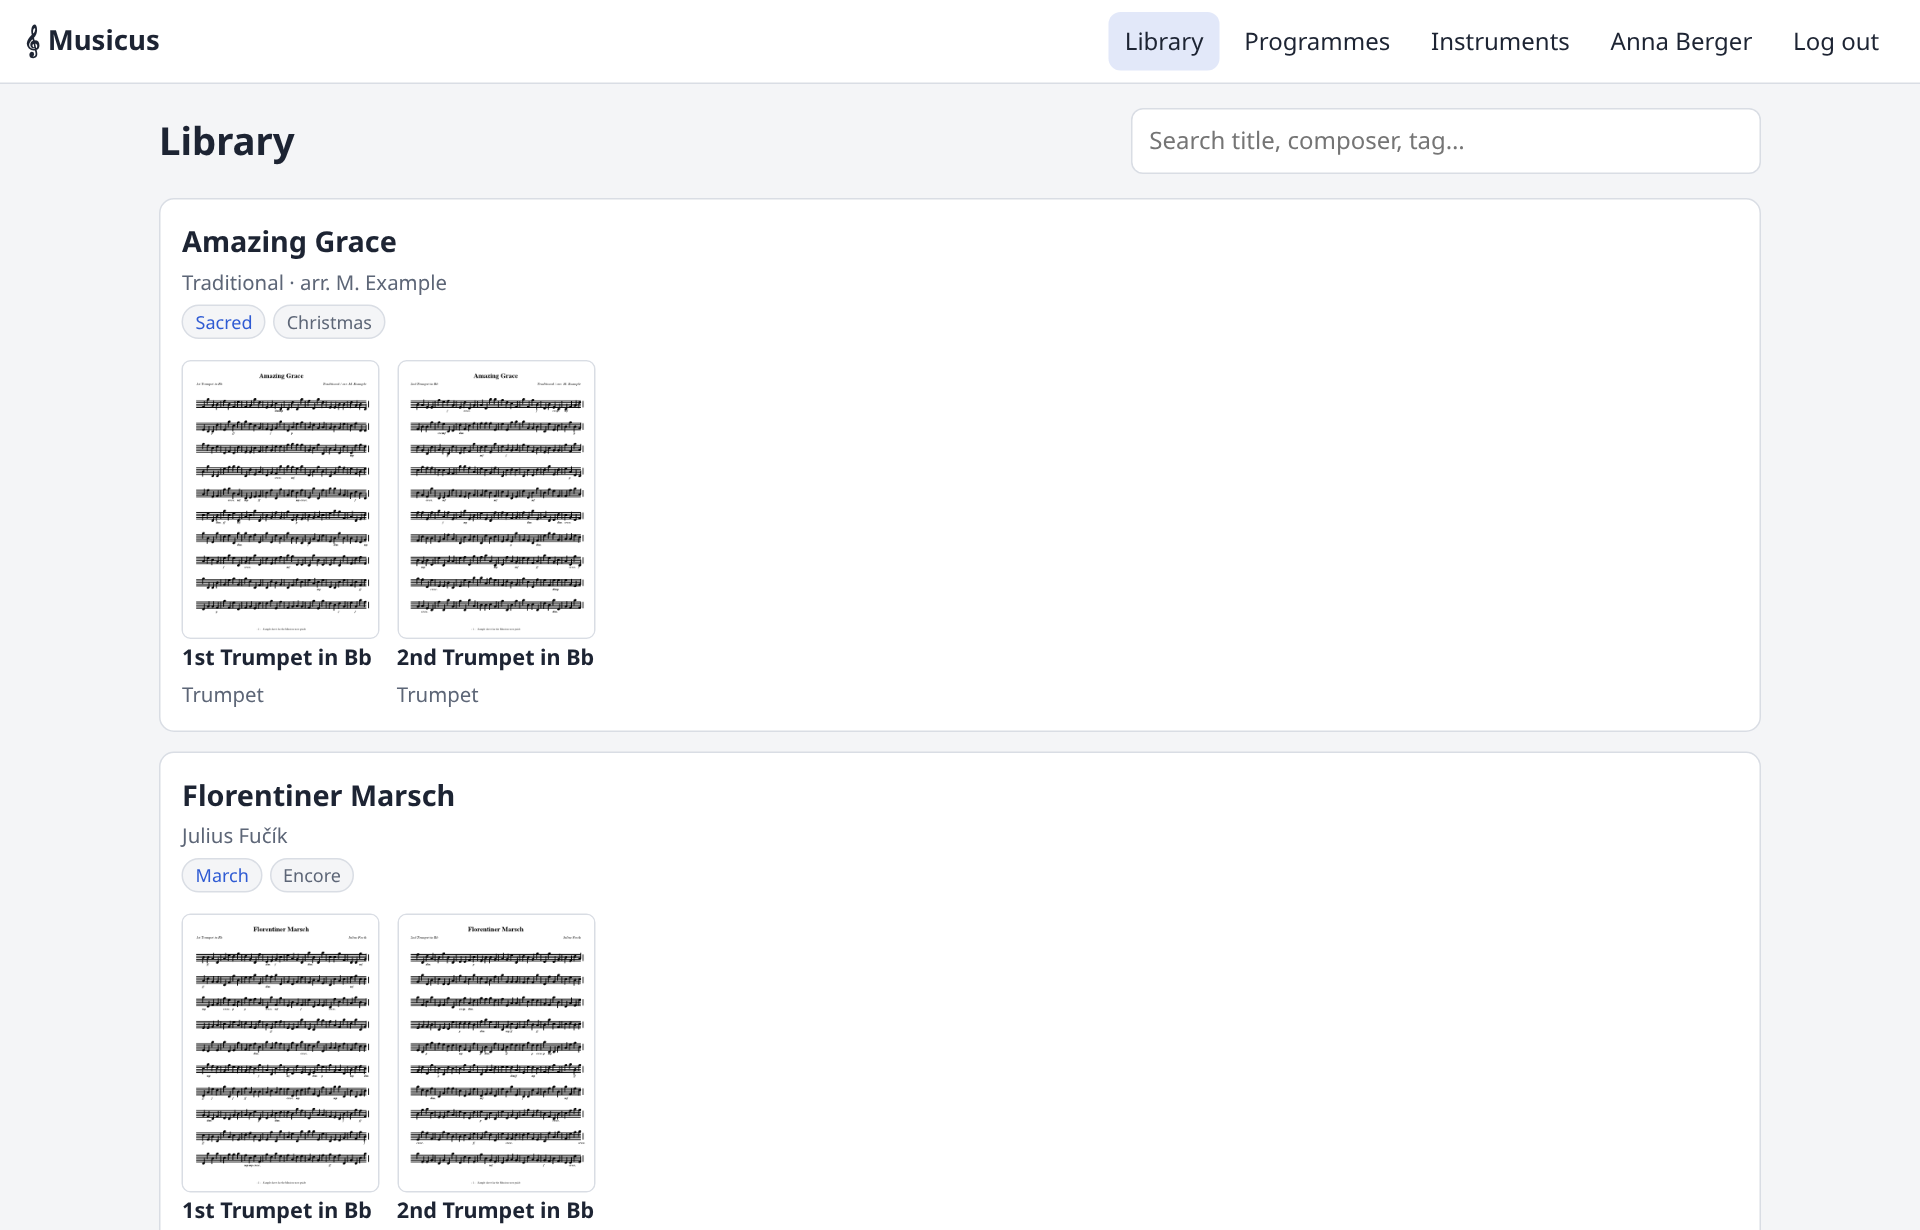 Musicus
Library
Programmes
Instruments
Anna Berger
Log out
Library
Search title, composer, tag...
Amazing Grace
Traditional · arr. M. Example
Sacred
Christmas
Amazing Grace
Amazing Grace
1st Trumpet in Bb
2nd Trumpet in Bb
Trumpet
Trumpet
Florentiner Marsch
Julius Fučík
March
Encore
Florentiner Marsch
Florentiner Marsch
1st Trumpet in Bb
2nd Trumpet in Bb